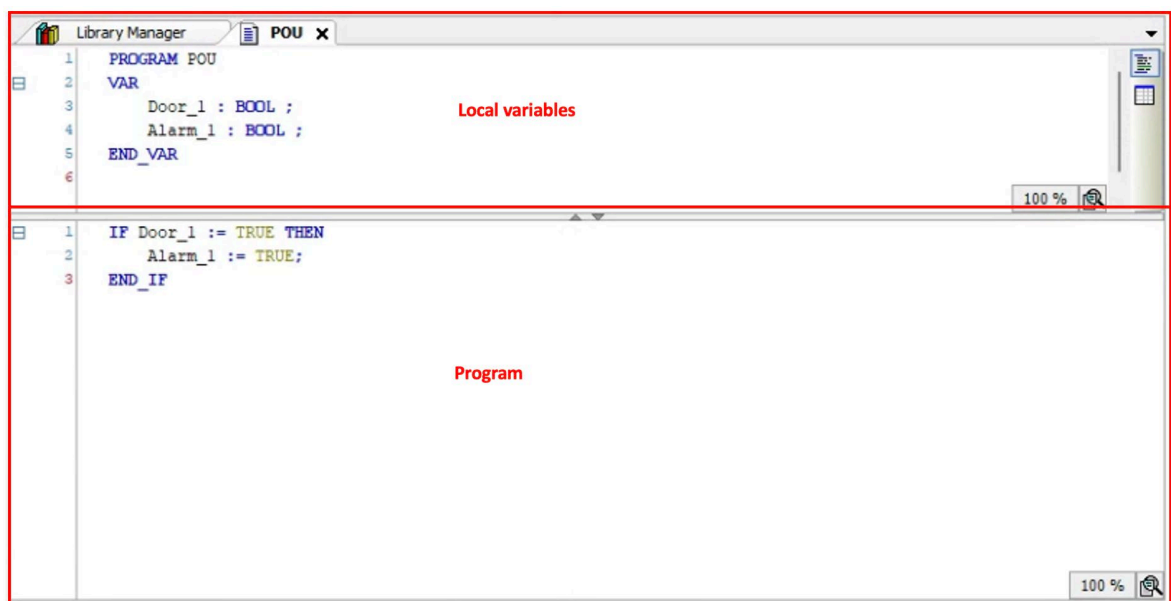 Library Manager POU
1 PROGRAM POU
2 VAR
3 Door_1 : BOOL ;
Local variables
4 Alarm_1 : BOOL ;
5 END_VAR
6
100 %
1 IF Door_1 := TRUE THEN
2 Alarm_1 := TRUE;
3 END_IF
Program
100 %